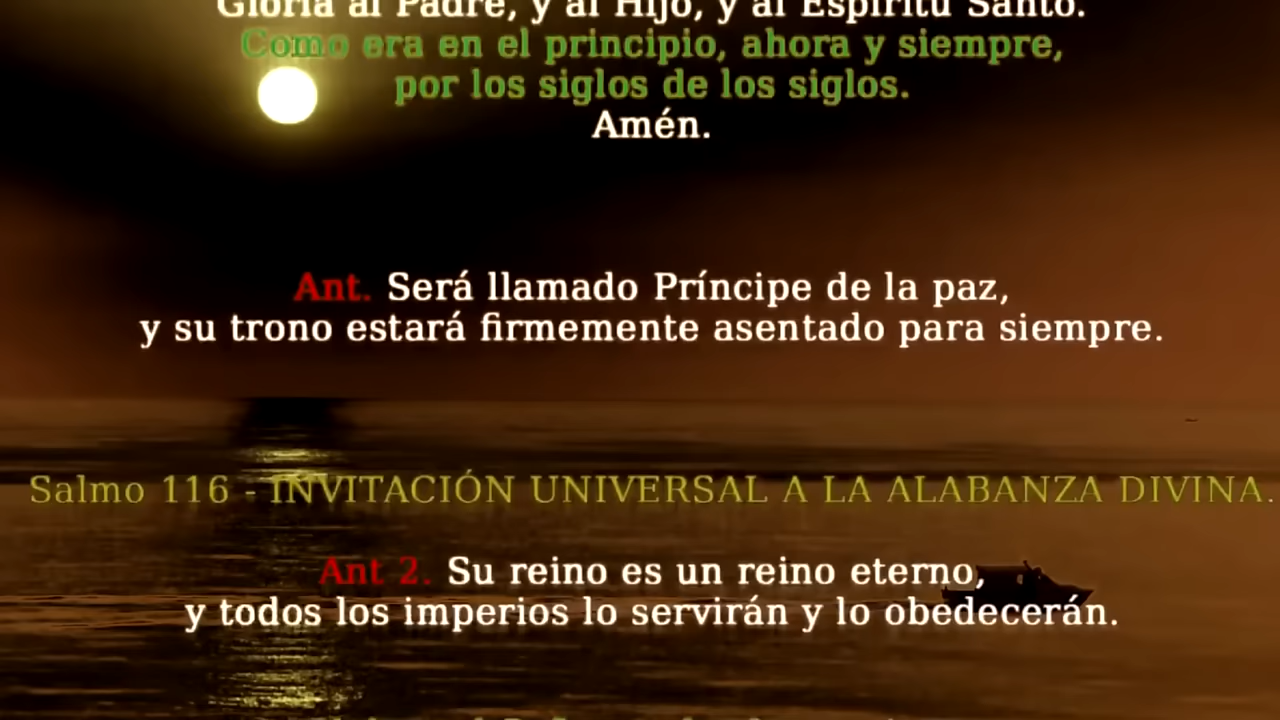 Gloria al Padre, y al Hijo, y al Espíritu Santo.
Como era en el principio, ahora y siempre,
por los siglos de los siglos.
Amén.
Ant. Será llamado Príncipe de la paz,
y su trono estará firmemente asentado para siempre.
Salmo 116 - INVITACIÓN UNIVERSAL A LA ALABANZA DIVINA.
Ant 2. Su reino es un reino eterno,
y todos los imperios lo servirán y lo obedecerán.